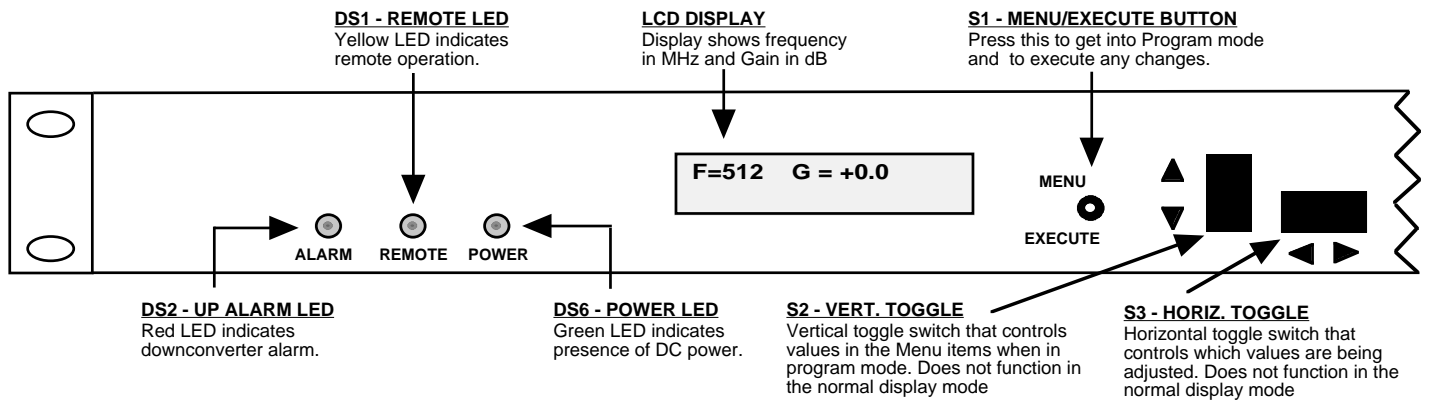 DS1 - REMOTE LED
Yellow LED indicates
remote operation.
LCD DISPLAY
Display shows frequency
in MHz and Gain in dB
S1 - MENU/EXECUTE BUTTON
Press this to get into Program mode
and to execute any changes.
F=512 G = +0.0
MENU
EXECUTE
ALARM
REMOTE
POWER
DS2 - UP ALARM LED
Red LED indicates
downconverter alarm.
DS6 - POWER LED
Green LED indicates
presence of DC power.
S2 - VERT. TOGGLE
Vertical toggle switch that controls
values in the Menu items when in
program mode. Does not function in
the normal display mode
S3 - HORIZ. TOGGLE
Horizontal toggle switch that
controls which values are being
adjusted. Does not function in the
normal display mode